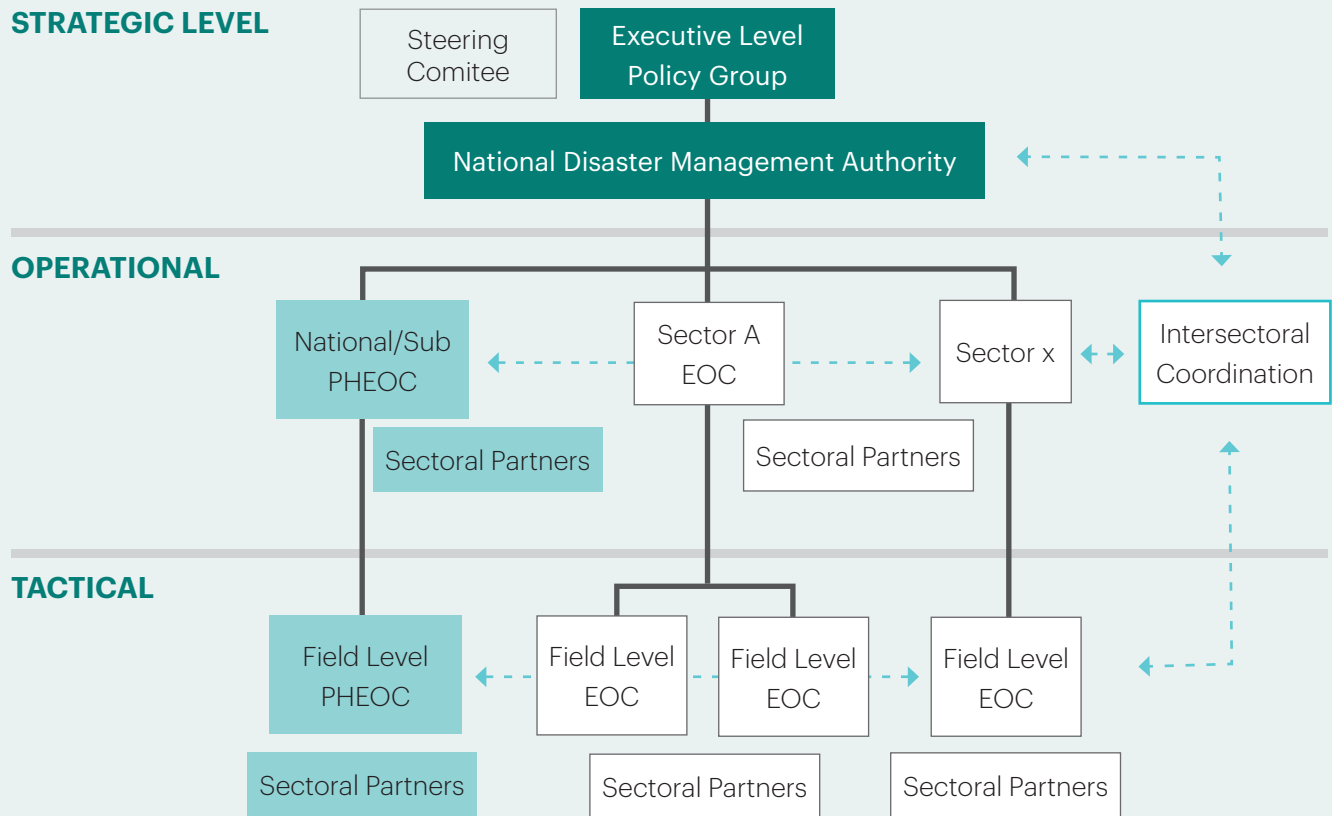 STRATEGIC LEVEL
Steering
Comitee
Executive Level
Policy Group
National Disaster Management Authority
OPERATIONAL
National/Sub
PHEOC
Sector A
EOC
Sector x
Intersectoral
Coordination
Sectoral Partners
Sectoral Partners
TACTICAL
Field Level
PHEOC
Field Level
EOC
Field Level
EOC
Field Level
EOC
Sectoral Partners
Sectoral Partners
Sectoral Partners